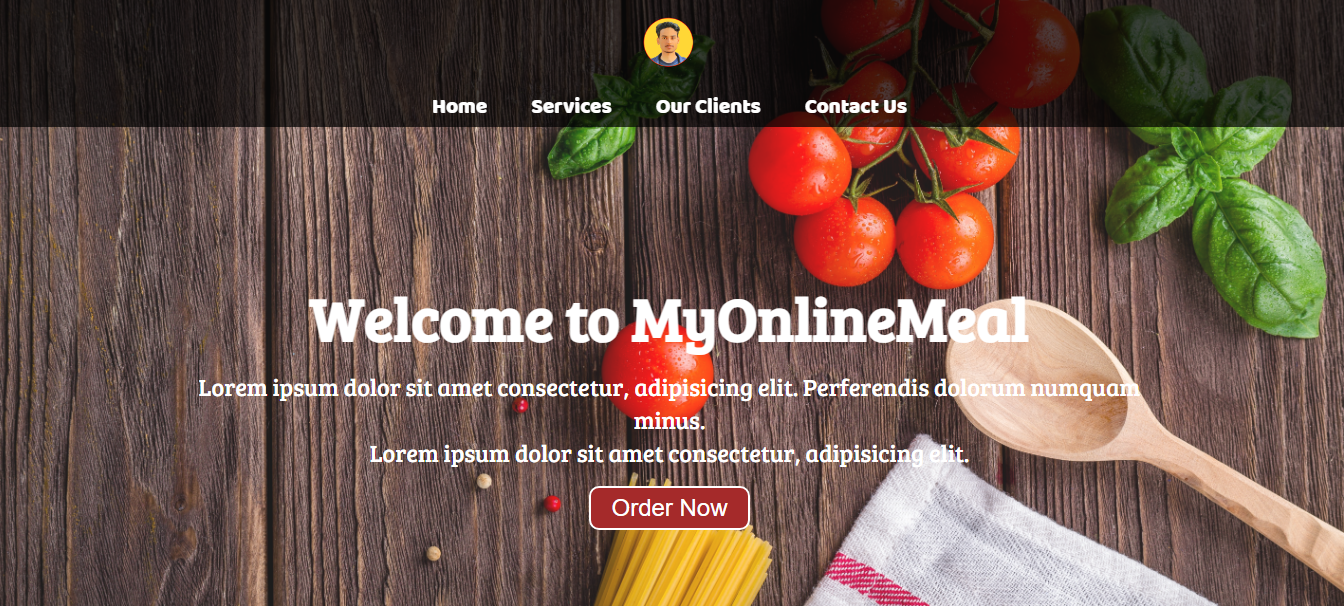 Home Services Our Clients Contact Us
Welcome to MyOnlineMeal
Lorem ipsum dolor sit amet consectetur, adipisicing elit. Perferendis dolorum numquam
minus.
Lorem ipsum dolor sit amet consectetur, adipisicing elit.
Order Now